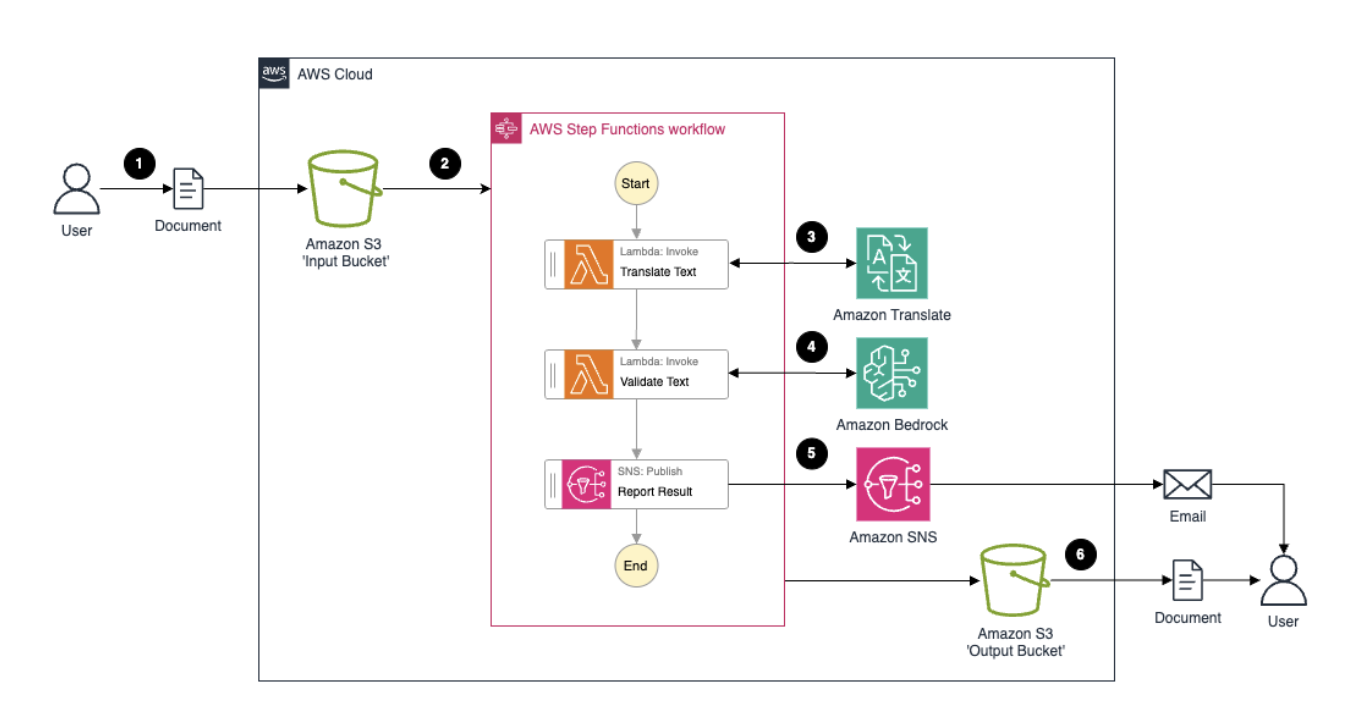 aws
AWS Cloud
AWS Step Functions workflow
1
2
User
Document
Amazon S3
'Input Bucket'
Start
Lambda: Invoke
Translate Text
3
Amazon Translate
Lambda: Invoke
Validate Text
4
Amazon Bedrock
SNS: Publish
Report Result
5
Amazon SNS
Email
End
6
Amazon S3
'Output Bucket'
Document
User